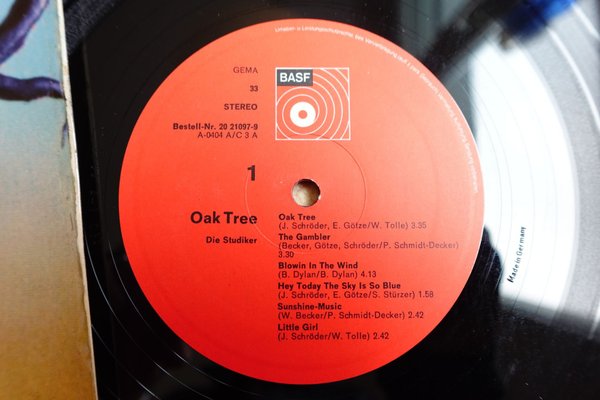 Urheber- u. Leistungsschutzrechte
GEMA
33
STEREO
Bestell-Nr. 20 21097-9
A-0404 A/C 3 A
BASF
1
Oak Tree
Die Studiker
Oak Tree
(J. Schröder, E. Götze/W. Tolle) 3.35
The Gambler
(Becker, Götze, Schröder/P. Schmidt-Decker)
3.30
Blowin In The Wind
(B. Dylan/B. Dylan) 4.13
Hey Today The Sky Is So Blue
(J. Schröder, E. Götze/S. Stürzer) 1.58
Sunshine-Music
(W. Becker/P. Schmidt-Decker) 2.42
Little Girl
(J. Schröder/W. Tolle) 2.42
Made in Germany